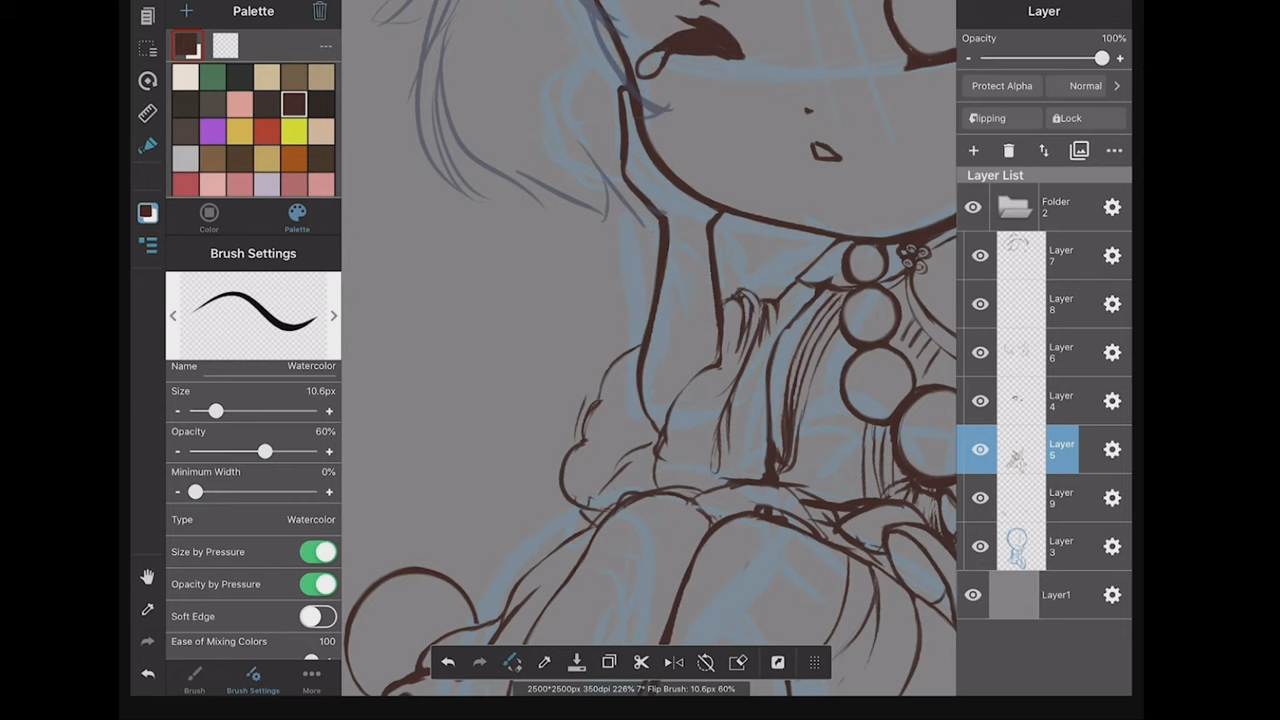 Palette
Color
Palette
Brush Settings
Name Watercolor
Size 10.6px
Opacity 60%
Minimum Width 0%
Type Watercolor
Size by Pressure
Opacity by Pressure
Soft Edge
Ease of Mixing Colors 100
Brush
Brush Settings
More
2500*2500px 350dpi 226% 7° Flip Brush: 10.6px 60%
Layer
Opacity 100%
Protect Alpha
Normal
lipping
Lock
Layer List
Folder
2
Layer
7
Layer
8
Layer
6
Layer
4
Layer
5
Layer
9
Layer
3
Layer1